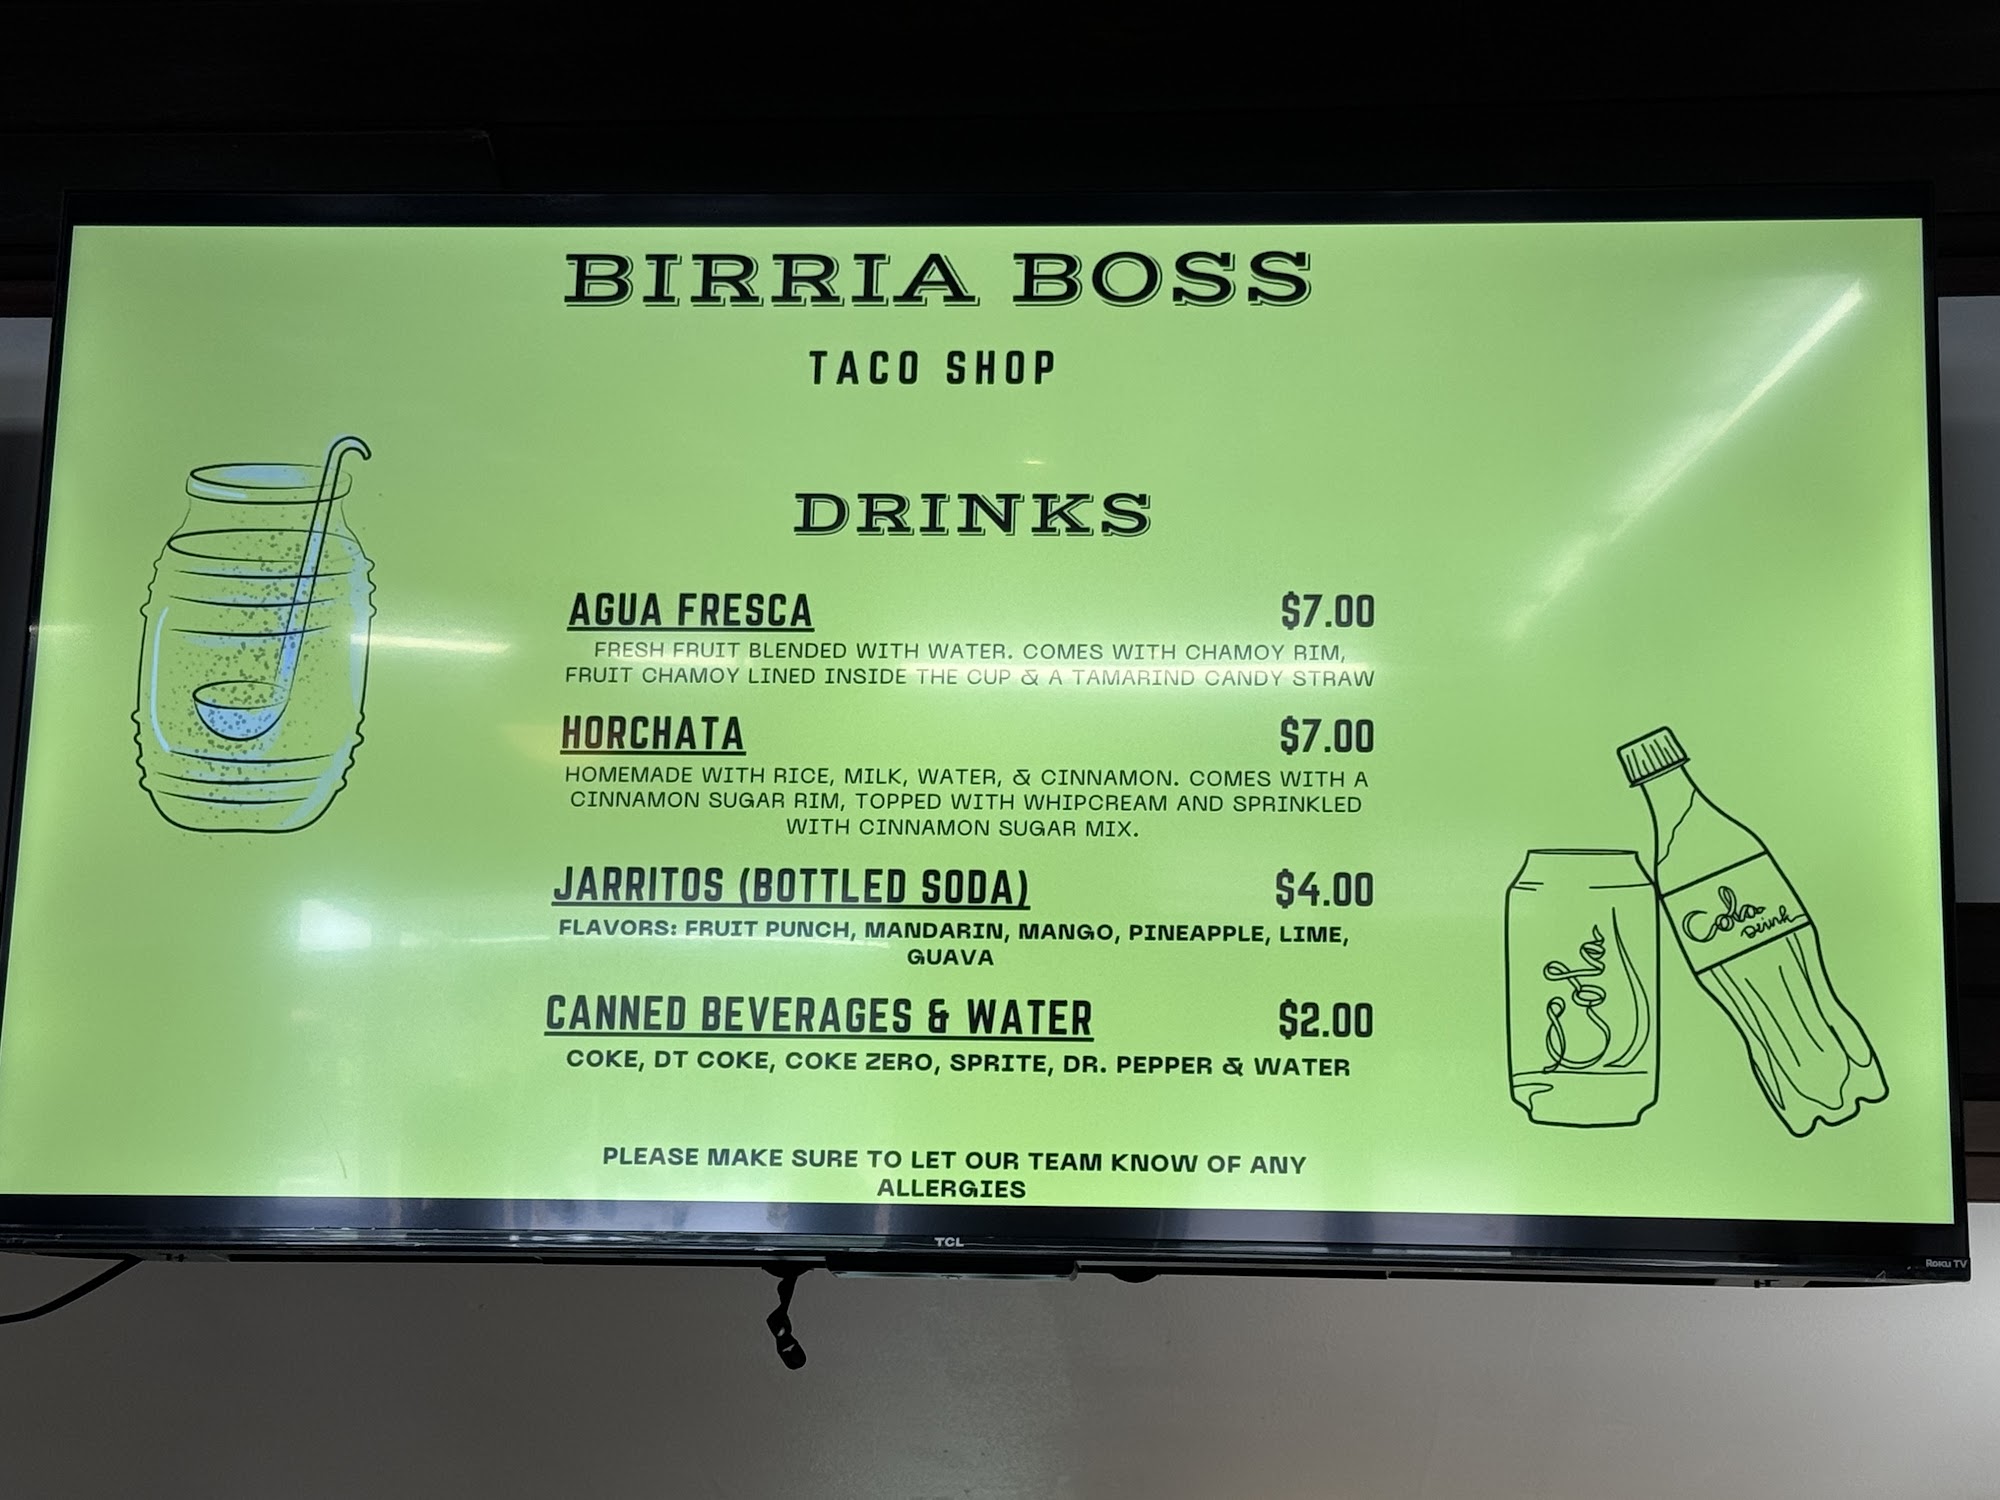 BIRRIA BOSS
TACO SHOP
DRINKS
AGUA FRESCA $7.00
FRESH FRUIT BLENDED WITH WATER. COMES WITH CHAMOY RIM,
FRUIT CHAMOY LINED INSIDE THE CUP & A TAMARIND CANDY STRAW
HORCHATA $7.00
HOMEMADE WITH RICE, MILK, WATER, & CINNAMON. COMES WITH A
CINNAMON SUGAR RIM, TOPPED WITH WHIPCREAM AND SPRINKLED
WITH CINNAMON SUGAR MIX.
JARRITOS (BOTTLED SODA) $4.00
FLAVORS: FRUIT PUNCH, MANDARIN, MANGO, PINEAPPLE, LIME,
GUAVA
CANNED BEVERAGES & WATER $2.00
COKE, DT COKE, COKE ZERO, SPRITE, DR. PEPPER & WATER
PLEASE MAKE SURE TO LET OUR TEAM KNOW OF ANY
ALLERGIES
Cola
Cola
Drink
TCL
Roku TV